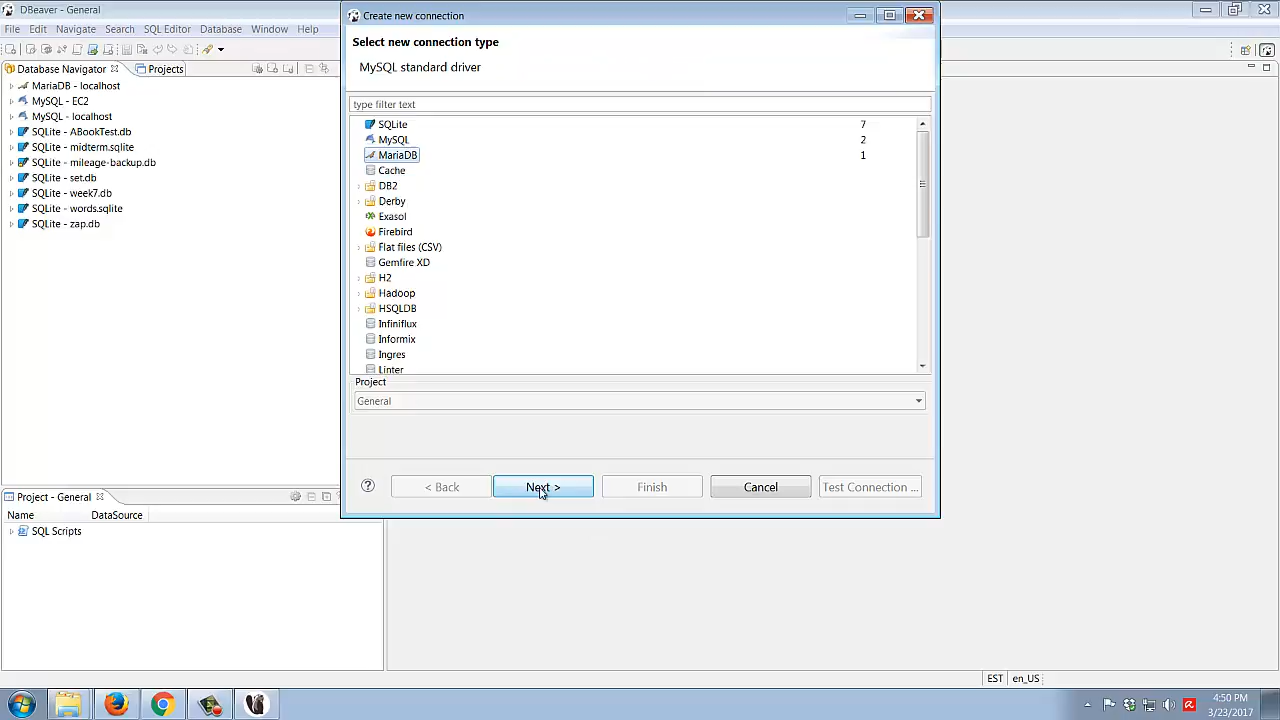 DBeaver - General
File Edit Navigate Search SQL Editor Database Window Help
Database Navigator Projects
MariaDB - localhost
MySQL - EC2
MySQL - localhost
SQLite - ABookTest.db
SQLite - midterm.sqlite
SQLite - mileage-backup.db
SQLite - set.db
SQLite - week7.db
SQLite - words.sqlite
SQLite - zap.db
Project - General
Name DataSource
SQL Scripts
Create new connection
Select new connection type
MySQL standard driver
type filter text
SQLite 7
MySQL 2
MariaDB 1
Cache
DB2
Derby
Exasol
Firebird
Flat files (CSV)
Gemfire XD
H2
Hadoop
HSQLDB
Infiniflux
Informix
Ingres
Linter
Project
General
? < Back Next > Finish Cancel Test Connection ...
EST en_US
4:50 PM
3/23/2017